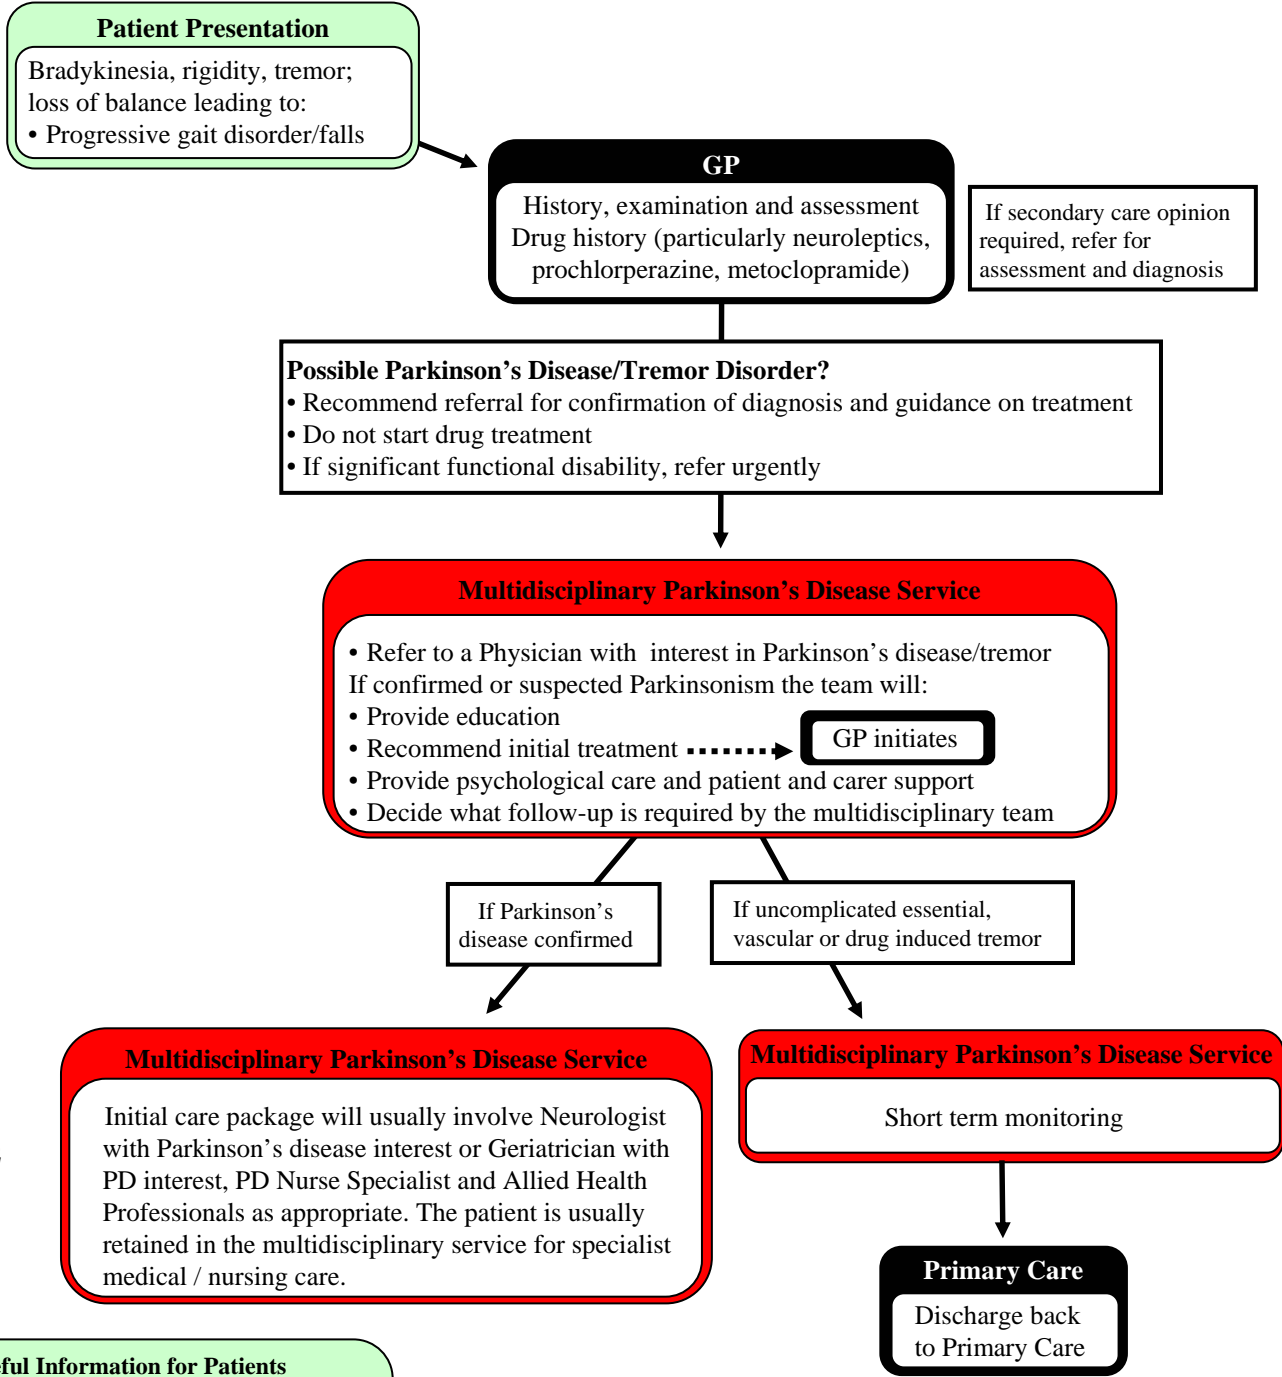 Patient Presentation
Bradykinesia, rigidity, tremor;
loss of balance leading to:
• Progressive gait disorder/falls
GP
History, examination and assessment
Drug history (particularly neuroleptics,
prochlorperazine, metoclopramide)
If secondary care opinion
required, refer for
assessment and diagnosis
Possible Parkinson’s Disease/Tremor Disorder?
• Recommend referral for confirmation of diagnosis and guidance on treatment
• Do not start drug treatment
• If significant functional disability, refer urgently
Multidisciplinary Parkinson’s Disease Service
• Refer to a Physician with interest in Parkinson’s disease/tremor
If confirmed or suspected Parkinsonism the team will:
• Provide education
• Recommend initial treatment
GP initiates
• Provide psychological care and patient and carer support
• Decide what follow-up is required by the multidisciplinary team
If Parkinson’s
disease confirmed
If uncomplicated essential,
vascular or drug induced tremor
Multidisciplinary Parkinson’s Disease Service
Initial care package will usually involve Neurologist
with Parkinson’s disease interest or Geriatrician with
PD interest, PD Nurse Specialist and Allied Health
Professionals as appropriate. The patient is usually
retained in the multidisciplinary service for specialist
medical / nursing care.
Multidisciplinary Parkinson’s Disease Service
Short term monitoring
Primary Care
Discharge back
to Primary Care
Information for Patients